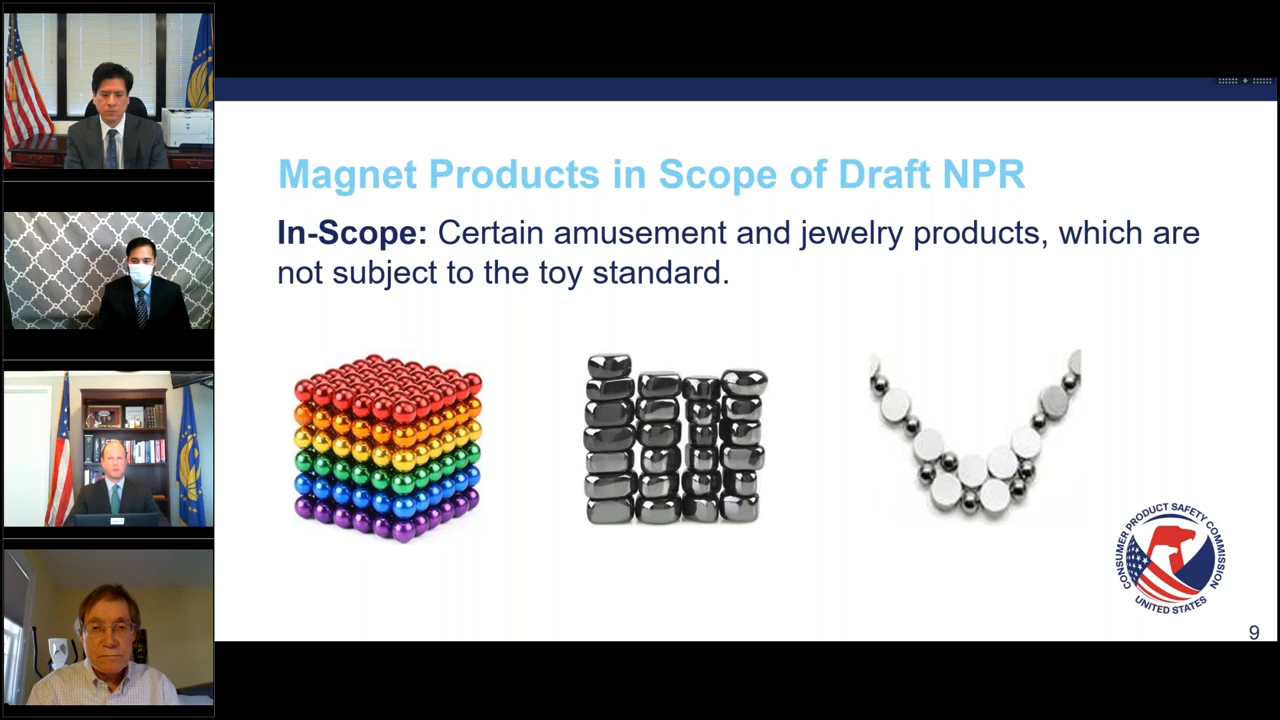 Magnet Products in Scope of Draft NPR
In-Scope: Certain amusement and jewelry products, which are
not subject to the toy standard.
CONSUMER PRODUCT SAFETY COMMISSION
UNITED STATES
9